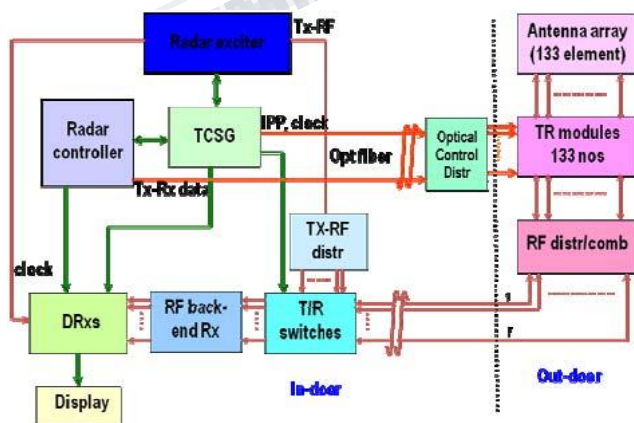 Radar exciter
Tx-RF
Antenna array
(133 element)
Radar
controller
TCSG
IPP, clock
Opt fiber
Optical
Control
Distr
TR modules
133 nos
Tx-Rx data
TX-RF
distr
RF distr/comb
clock
DRxs
RF back-
end Rx
T/R
switches
Display
In-door
Out-door